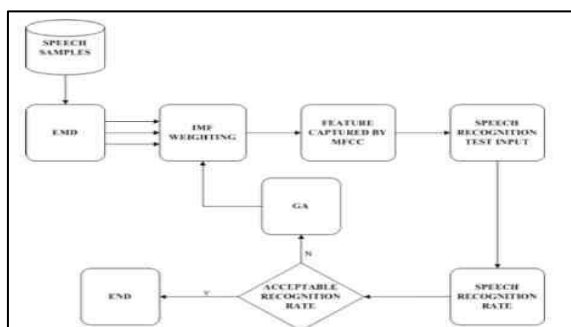 SPEECH
SAMPLES
EMD
IMF
WEIGHTING
FEATURE
CAPTURED BY
MFCC
SPEECH
RECOGNITION
TEST INPUT
GA
N
END
Y
ACCEPTABLE
RECOGNITION
RATE
SPEECH
RECOGNITION
RATE